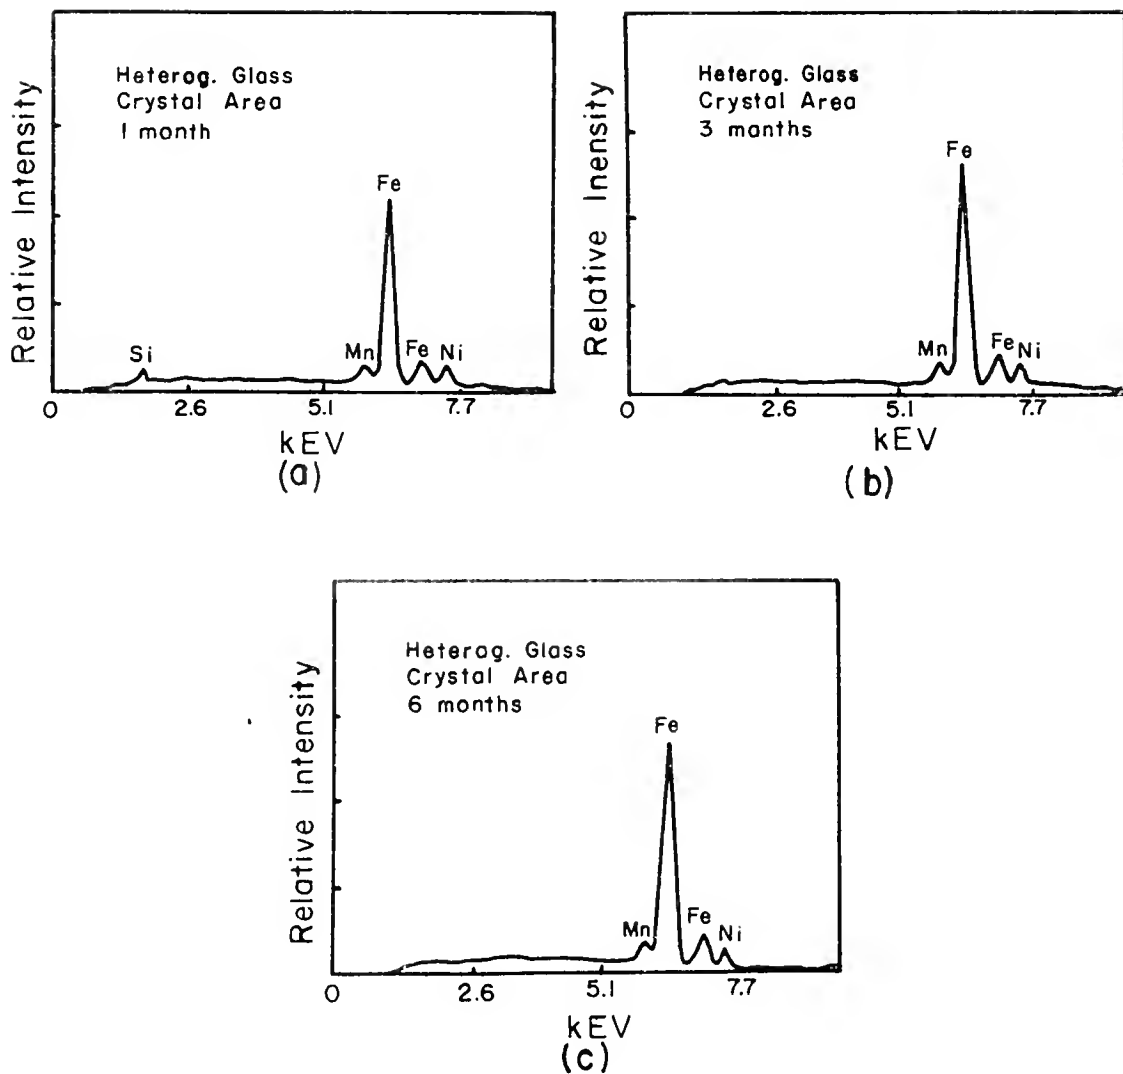 Heterog. Glass
Crystal Area
1 month
Relative Intensity
Si
Mn
Fe
Fe
Ni
0 2.6 5.1 7.7
kEV
(a)
Heterog. Glass
Crystal Area
3 months
Relative Inensity
Mn
Fe
Fe
Ni
0 2.6 5.1 7.7
kEV
(b)
Heterog. Glass
Crystal Area
6 months
Relative Intensity
Mn
Fe
Fe
Ni
0 2.6 5.1 7.7
kEV
(c)